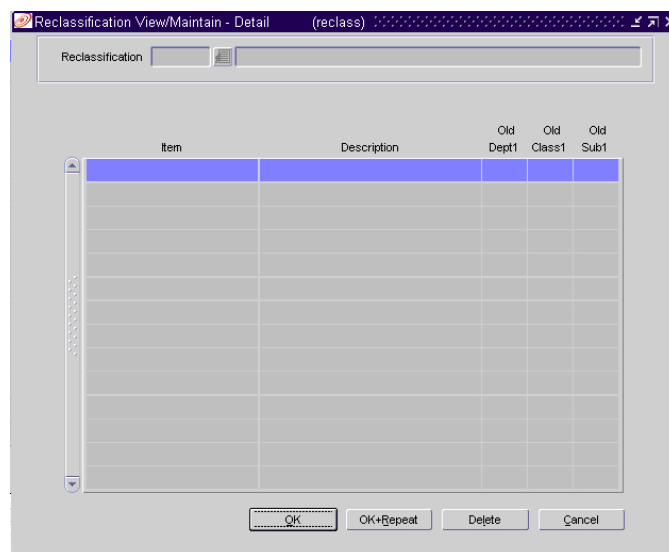 Reclassification View/Maintain - Detail (reclass)
Reclassification
Old Old Old
Item Description Dept1 Class1 Sub1
OK OK+Repeat Delete Cancel